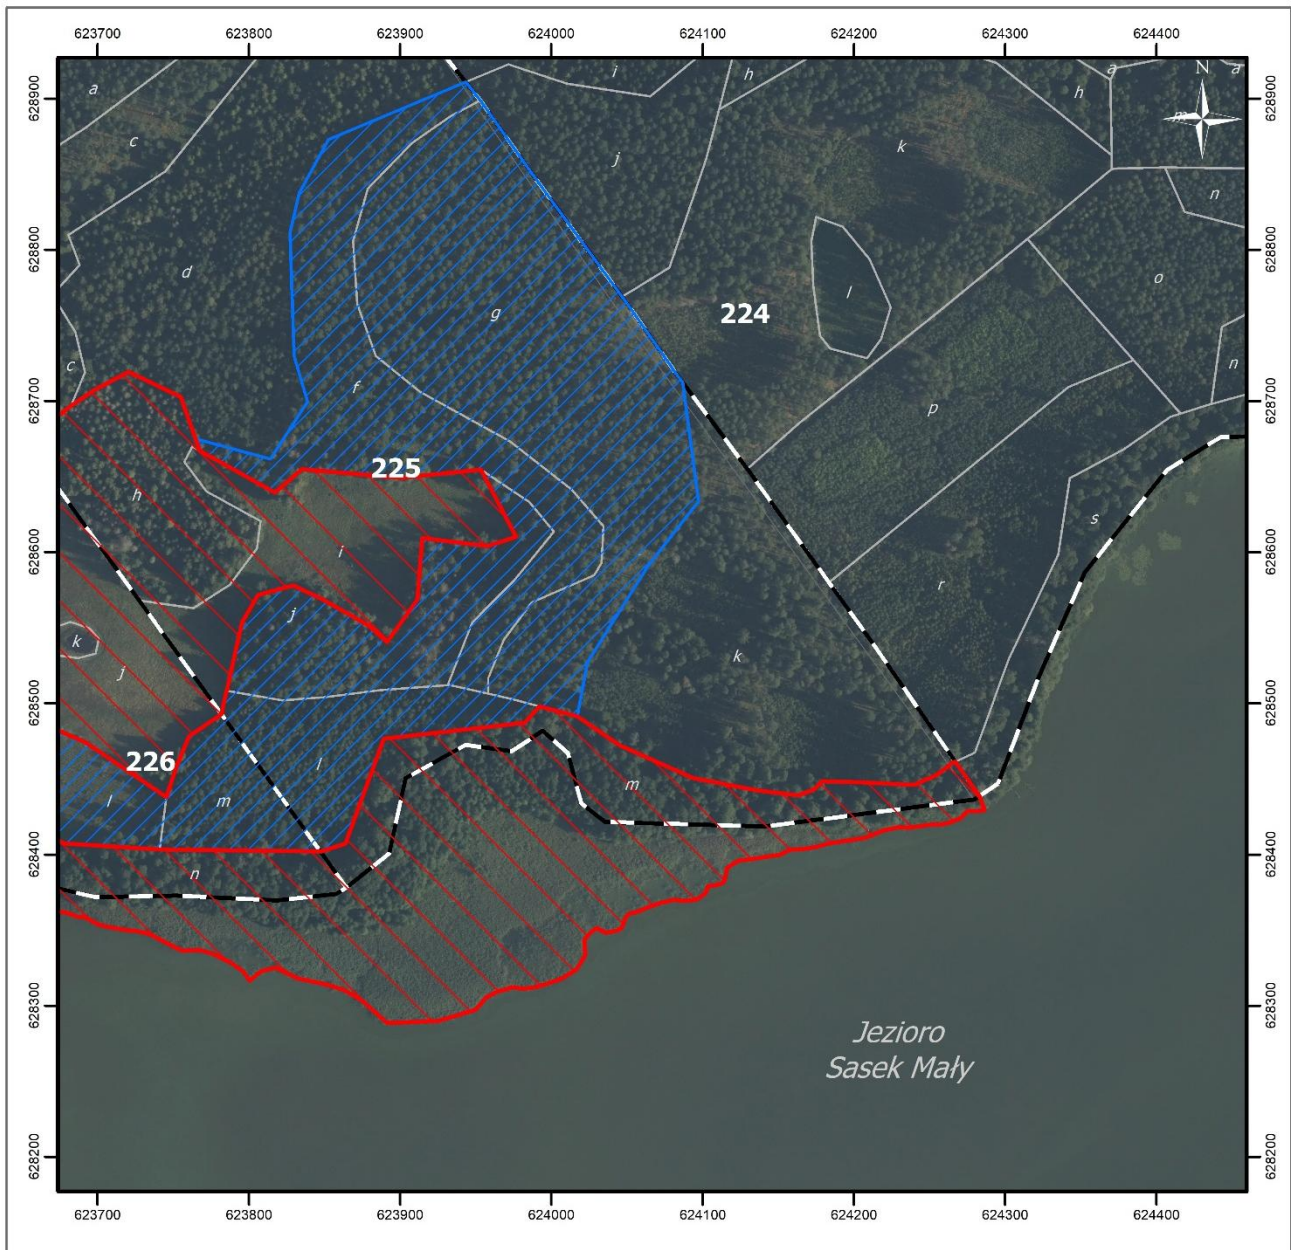 623700 623800 623900 624000 624100 624200 624300 624400
628900 628900
628800 628800
628700 628700
628600 628600
628500 628500
628400 628400
628300 628300
628200 628200
N
a
i
h
a
a
h
m
c
j
k
n
d
l
o
g
224
c
n
f
p
225
h
s
i
j
r
k
k
j
226
l
l
m
m
n
Jezioro
Sasek Mały
623700 623800 623900 624000 624100 624200 624300 624400